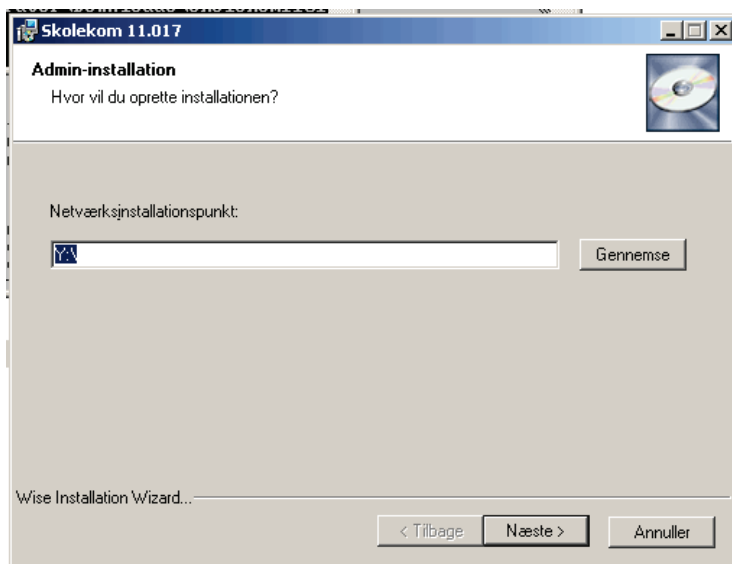 Skolekom 11.017
Admin-installation
Hvor vil du oprette installationen?
Netværksinstallationspunkt:
Y:\
Gennemse
Wise Installation Wizard...
< Tilbage
Næste >
Annuller